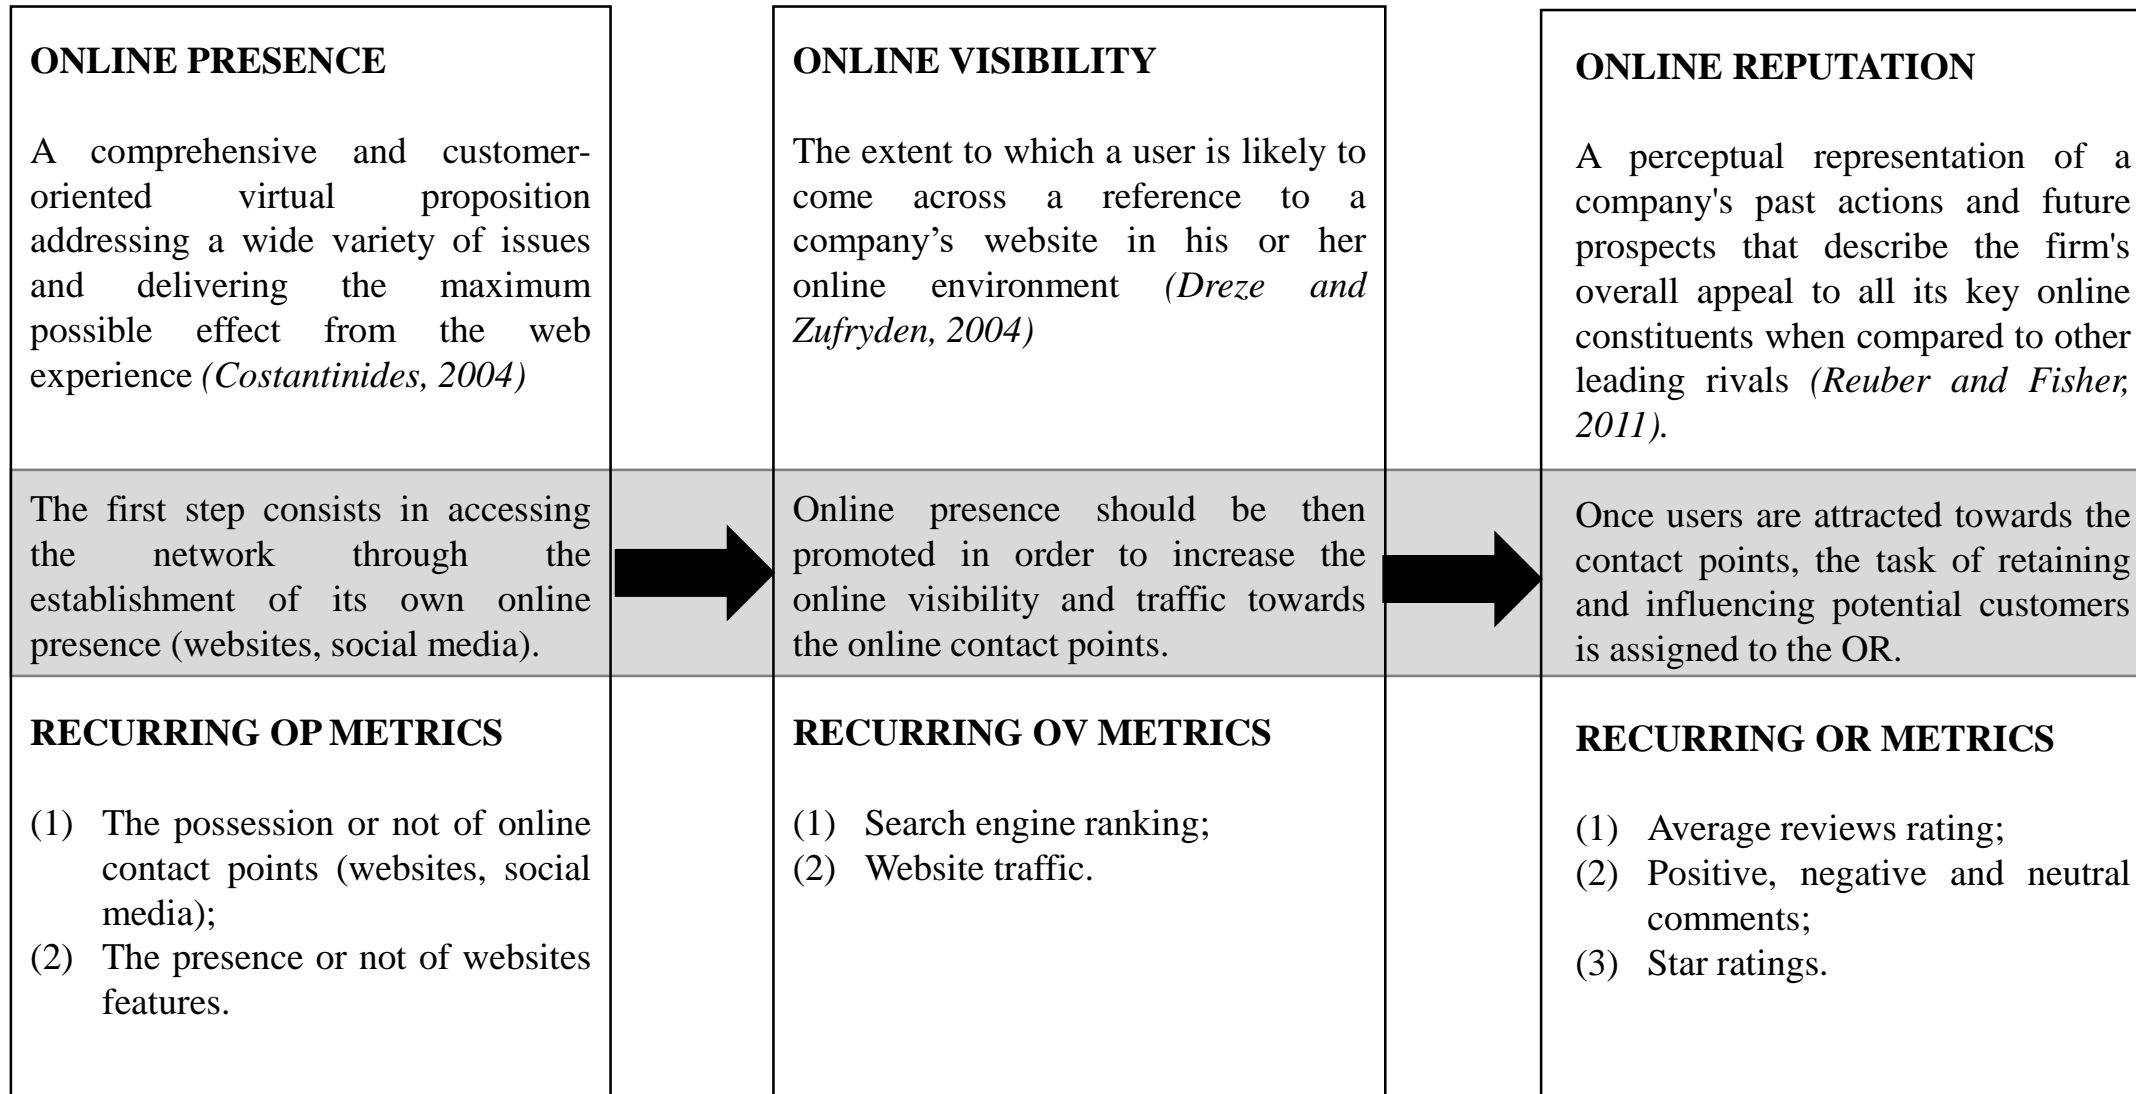 ONLINE PRESENCE
A comprehensive and customer-
oriented virtual proposition
addressing a wide variety of issues
and delivering the maximum
possible effect from the web
experience (Costantinides, 2004)
The first step consists in accessing
the network through the
establishment of its own online
presence (websites, social media).
RECURRING OP METRICS
(1) The possession or not of online
contact points (websites, social
media);
(2) The presence or not of websites
features.
ONLINE VISIBILITY
The extent to which a user is likely to
come across a reference to a
company’s website in his or her
online environment (Dreze and
Zufryden, 2004)
Online presence should be then
promoted in order to increase the
online visibility and traffic towards
the online contact points.
RECURRING OV METRICS
(1) Search engine ranking;
(2) Website traffic.
ONLINE REPUTATION
A perceptual representation of a
company's past actions and future
prospects that describe the firm's
overall appeal to all its key online
constituents when compared to other
leading rivals (Reuber and Fisher,
2011).
Once users are attracted towards the
contact points, the task of retaining
and influencing potential customers
is assigned to the OR.
RECURRING OR METRICS
(1) Average reviews rating;
(2) Positive, negative and neutral
comments;
(3) Star ratings.